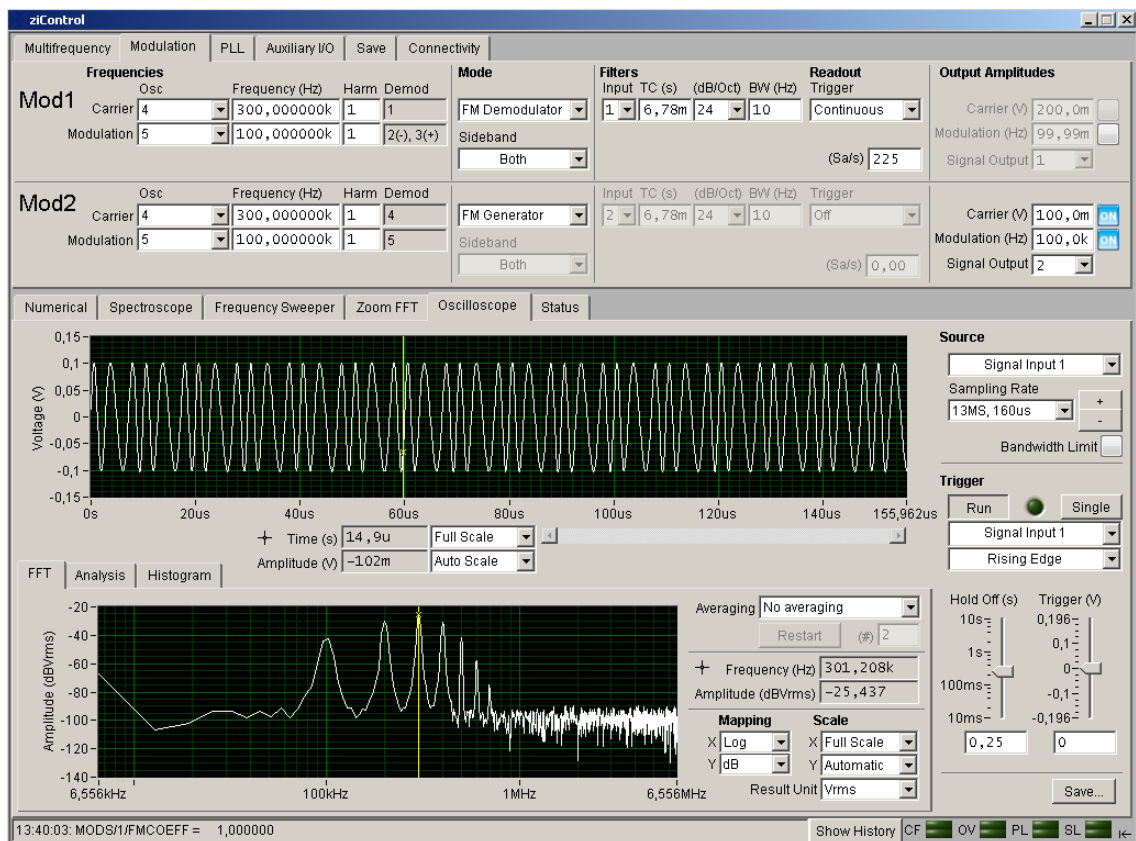 ziControl
Multifrequency Modulation PLL Auxiliary I/O Save Connectivity
Frequencies Mode Filters Readout Output Amplitudes
Mod1 Osc Frequency (Hz) Harm Demod Input TC (s) (dB/Oct) BW (Hz) Trigger
Carrier 4 300,000000k 1 1 FM Demodulator 1 6,78m 24 10 Continuous Carrier (V) 200,0m
Modulation 5 100,000000k 1 2(-), 3(+) Sideband Modulation (Hz) 99,99m
Both (Sa/s) 225 Signal Output 1
Mod2 Osc Frequency (Hz) Harm Demod Input TC (s) (dB/Oct) BW (Hz) Trigger
Carrier 4 300,000000k 1 4 FM Generator 2 6,78m 24 10 Off Carrier (V) 100,0m ON
Modulation 5 100,000000k 1 5 Sideband Modulation (Hz) 100,0k ON
Both (Sa/s) 0,00 Signal Output 2
Numerical Spectroscope Frequency Sweeper Zoom FFT Oscilloscope Status
Voltage (V)
0,15
0,1
0,05
0
-0,05
-0,1
-0,15
0s 20us 40us 60us 80us 100us 120us 140us 155,962us
Time (s) 14,9u Full Scale
Amplitude (V) -102m Auto Scale
Source
Signal Input 1
Sampling Rate
13MS, 160us + -
Bandwidth Limit
Trigger
Run Single
Signal Input 1
Rising Edge
FFT Analysis Histogram
Amplitude (dBVrms)
-20
-40
-60
-80
-100
-120
-140
6,556kHz 100kHz 1MHz 6,556MHz
Averaging No averaging
Restart (#) 2
Frequency (Hz) 301,208k
Amplitude (dBVrms) -25,437
Mapping Scale
X Log X Full Scale
Y dB Y Automatic
Result Unit Vrms
Hold Off (s) Trigger (V)
10s 0,196
1s 0,1
0
100ms -0,1
10ms -0,196
0,25 0
Save...
13:40:03: MODS/1/FMCOEFF = 1,000000 Show History CF OV PL SL